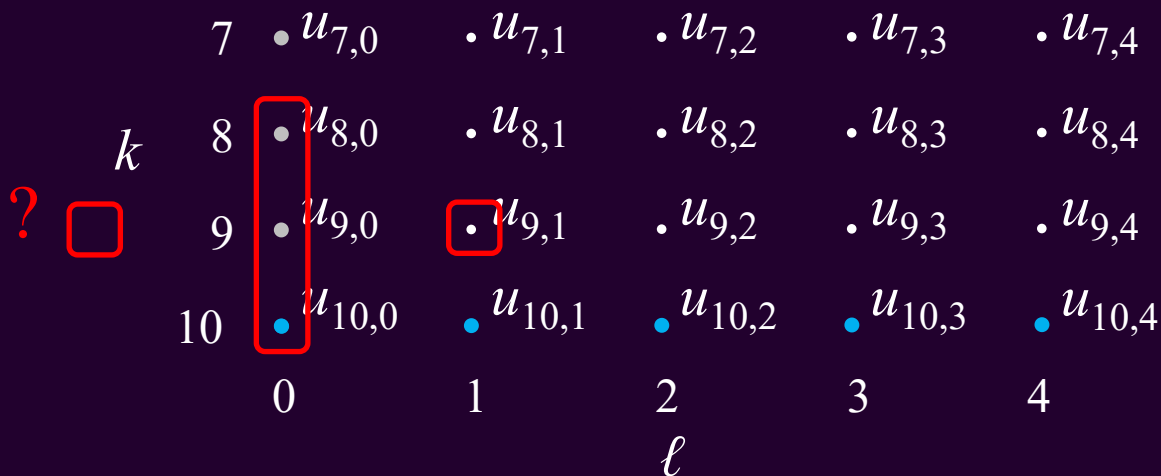 7 u7,0 u7,1 u7,2 u7,3 u7,4
8 u8,0 u8,1 u8,2 u8,3 u8,4
k
? 9 u9,0 u9,1 u9,2 u9,3 u9,4
10 u10,0 u10,1 u10,2 u10,3 u10,4
0 1 2 3 4
ℓ